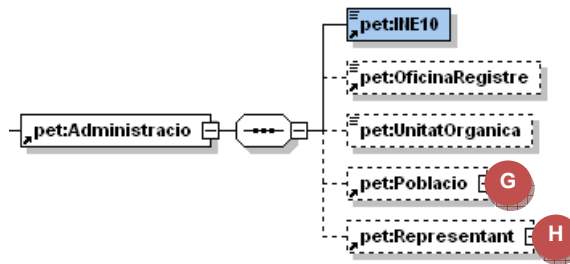 pet:INE10
pet:OficinaRegistre
pet:Administracio
pet:UnitatOrganica
pet:Poblacio
G
pet:Representant
H